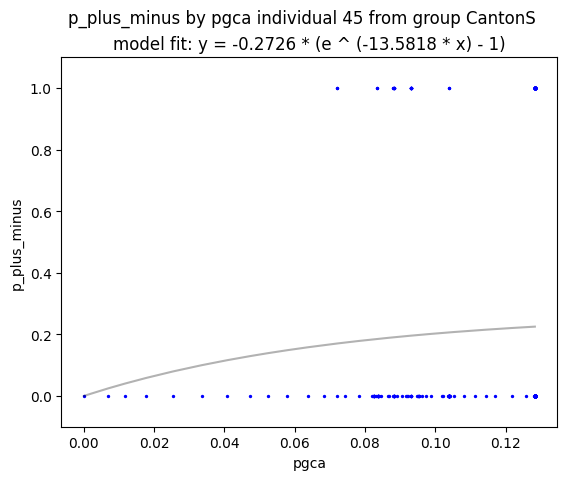 p_plus_minus by pgca individual 45 from group CantonS
model fit: y = -0.2726 * (e ^ (-13.5818 * x) - 1)
1.0
0.8
0.6
0.4
0.2
0.0
p_plus_minus
0.00 0.02 0.04 0.06 0.08 0.10 0.12
pgca